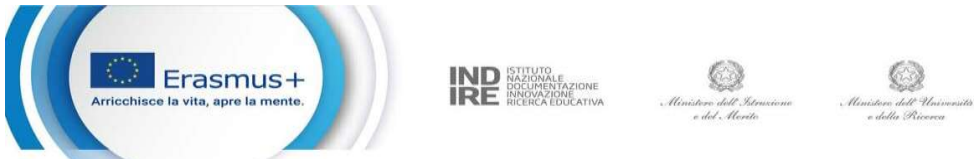 Erasmus+
Arricchisce la vita, apre la mente.
IND
IRE
ISTITUTO
NAZIONALE
DOCUMENTAZIONE
INNOVAZIONE
RICERCA EDUCATIVA
Ministero dell'Istruzione
e del Merito
Ministero dell'Università
e della Ricerca